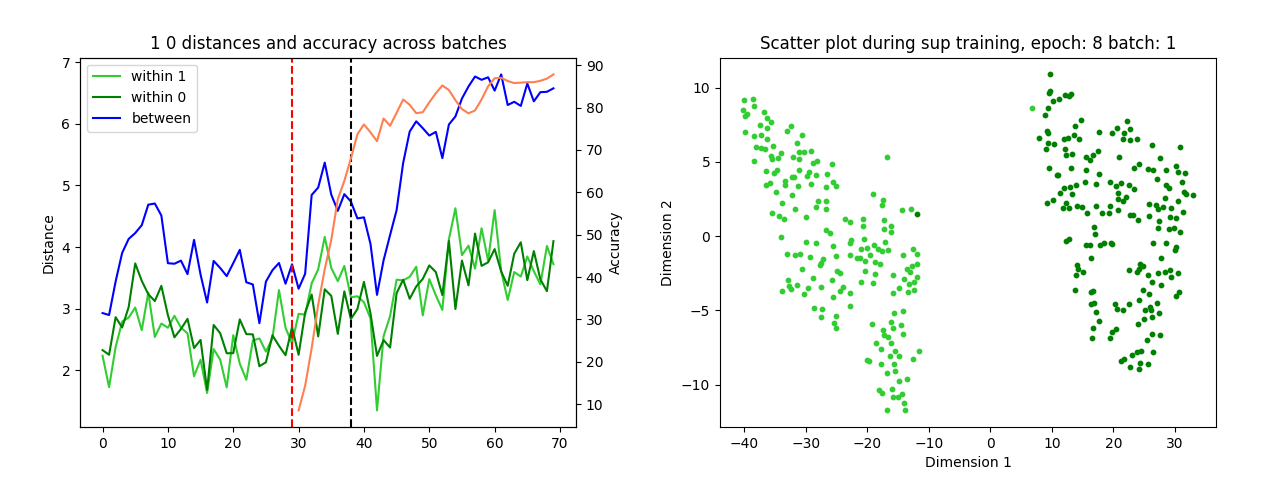 1 0 distances and accuracy across batches
within 1
within 0
between
Distance
7
6
5
4
3
2
Accuracy
90
80
70
60
50
40
30
20
10
0 10 20 30 40 50 60 70
Scatter plot during sup training, epoch: 8 batch: 1
Dimension 2
10
5
0
−5
−10
−40 −30 −20 −10 0 10 20 30
Dimension 1